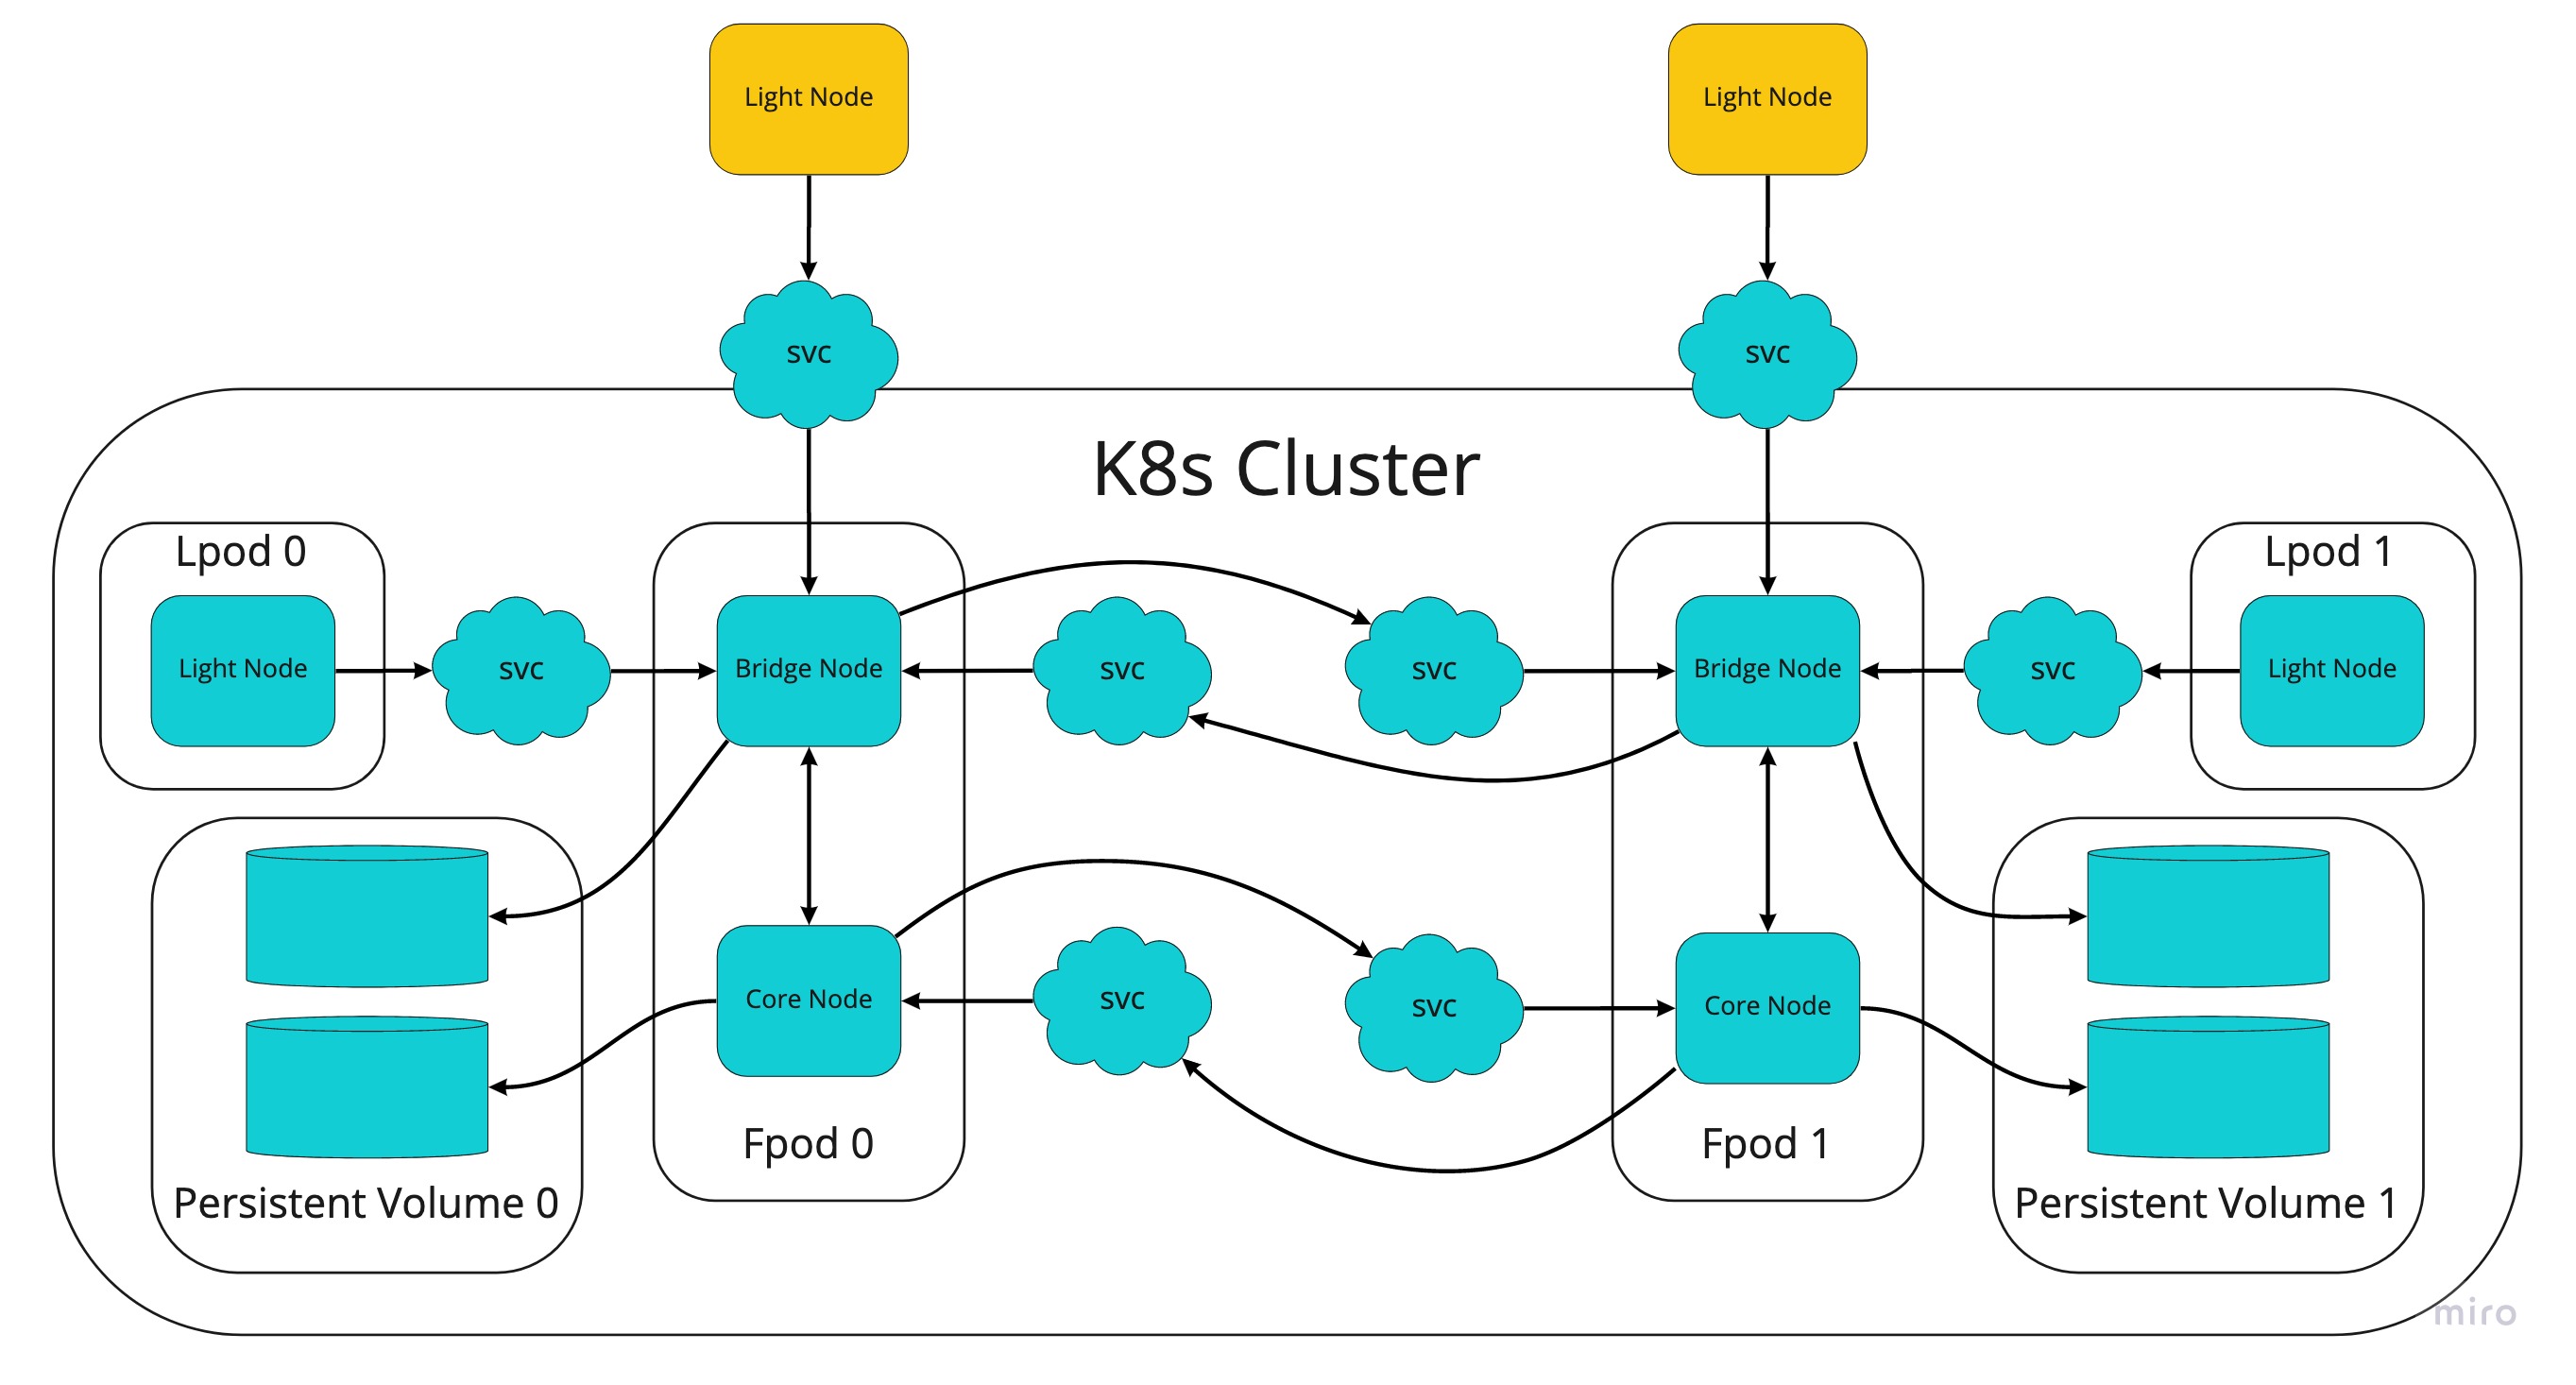 Light Node
Light Node
svc
svc
K8s Cluster
Lpod 0
Lpod 1
Light Node
svc
Bridge Node
svc
svc
Bridge Node
svc
Light Node
Core Node
svc
svc
Core Node
Fpod 0
Fpod 1
Persistent Volume 0
Persistent Volume 1
miro